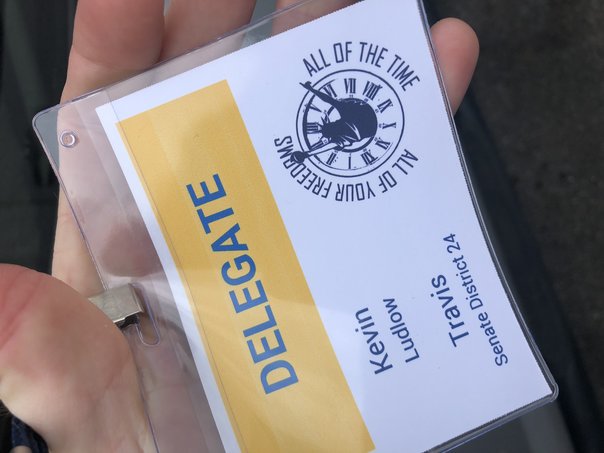 DELEGATE
Kevin
Ludlow
Travis
Senate District 24
ALL OF YOUR FREEDOMS
ALL OF THE TIME